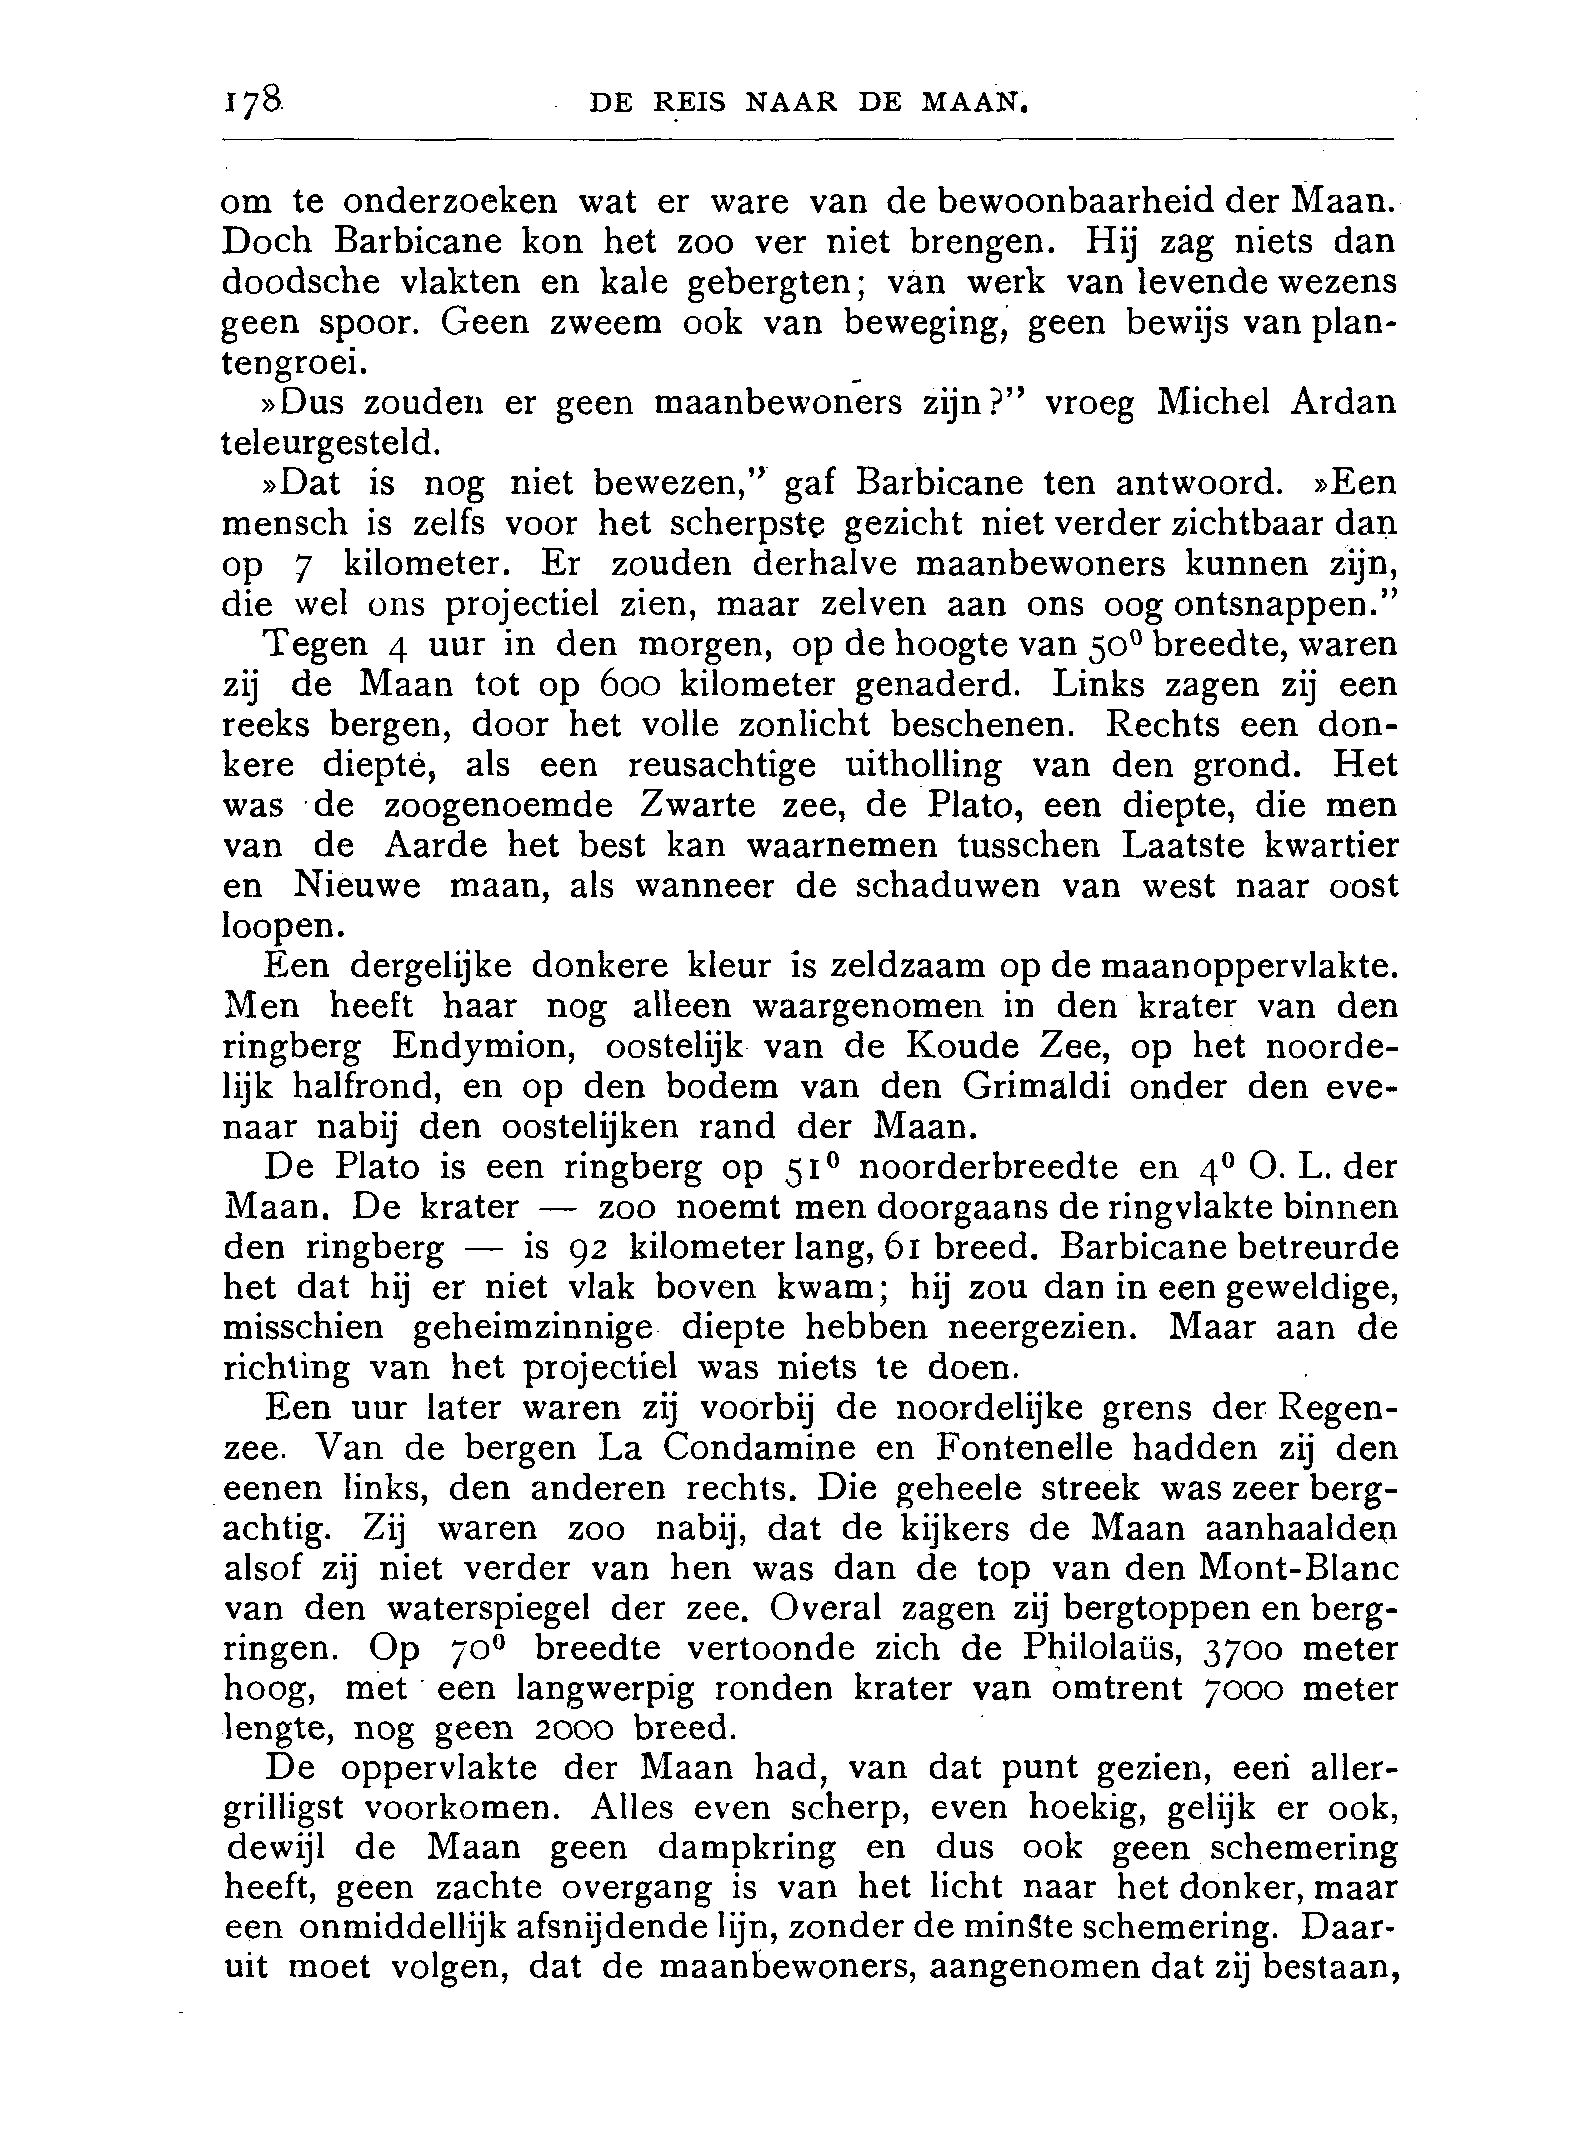 178 DE REIS NAAR DE MAAN.
om te onderzoeken wat er ware van de bewoonbaarheid der Maan.
Doch Barbicane kon het zoo ver niet brengen. Hij zag niets dan
doodsche vlakten en kale gebergten; van werk van levende wezens
geen spoor. Geen zweem ook van beweging, geen bewijs van plan-
tengroei.
»Dus zouden er geen maanbewoners zijn?” vroeg Michel Ardan
teleurgesteld.
»Dat is nog niet bewezen,” gaf Barbicane ten antwoord. »Een
mensch is zelfs voor het scherpste gezicht niet verder zichtbaar dan
op 7 kilometer. Er zouden derhalve maanbewoners kunnen zijn,
die wel ons projectiel zien, maar zelven aan ons oog ontsnappen.”
Tegen 4 uur in den morgen, op de hoogte van 50⁰ breedte, waren
zij de Maan tot op 600 kilometer genaderd. Links zagen zij een
reeks bergen, door het volle zonlicht beschenen. Rechts een don-
kere diepte, als een reusachtige uitholling van den grond. Het
was de zoogenoemde Zwarte zee, de Plato, een diepte, die men
van de Aarde het best kan waarnemen tusschen Laatste kwartier
en Nieuwe maan, als wanneer de schaduwen van west naar oost
loopen.
Een dergelijke donkere kleur is zeldzaam op de maanoppervlakte.
Men heeft haar nog alleen waargenomen in den krater van den
ringberg Endymion, oostelijk van de Koude Zee, op het noorde-
lijk halfrond, en op den bodem van den Grimaldi onder den eve-
naar nabij den oostelijken rand der Maan.
De Plato is een ringberg op 51⁰ noorderbreedte en 4⁰ O. L. der
Maan. De krater — zoo noemt men doorgaans de ringvlakte binnen
den ringberg — is 92 kilometer lang, 61 breed. Barbicane betreurde
het dat hij er niet vlak boven kwam; hij zou dan in een geweldige,
misschien geheimzinnige diepte hebben neergezien. Maar aan de
richting van het projectiel was niets te doen.
Een uur later waren zij voorbij de noordelijke grens der Regen-
zee. Van de bergen La Condamine en Fontenelle hadden zij den
eenen links, den anderen rechts. Die geheele streek was zeer berg-
achtig. Zij waren zoo nabij, dat de kijkers de Maan aanhaalden
alsof zij niet verder van hen was dan de top van den Mont-Blanc
van den waterspiegel der zee. Overal zagen zij bergtoppen en berg-
ringen. Op 70⁰ breedte vertoonde zich de Philolaüs, 3700 meter
hoog, met een langwerpig ronden krater van omtrent 7000 meter
lengte, nog geen 2000 breed.
De oppervlakte der Maan had, van dat punt gezien, een aller-
grilligst voorkomen. Alles even scherp, even hoekig, gelijk er ook,
dewijl de Maan geen dampkring en dus ook geen schemering
heeft, geen zachte overgang is van het licht naar het donker, maar
een onmiddellijk afsnijdende lijn, zonder de minste schemering. Daar-
uit moet volgen, dat de maanbewoners, aangenomen dat zij bestaan,